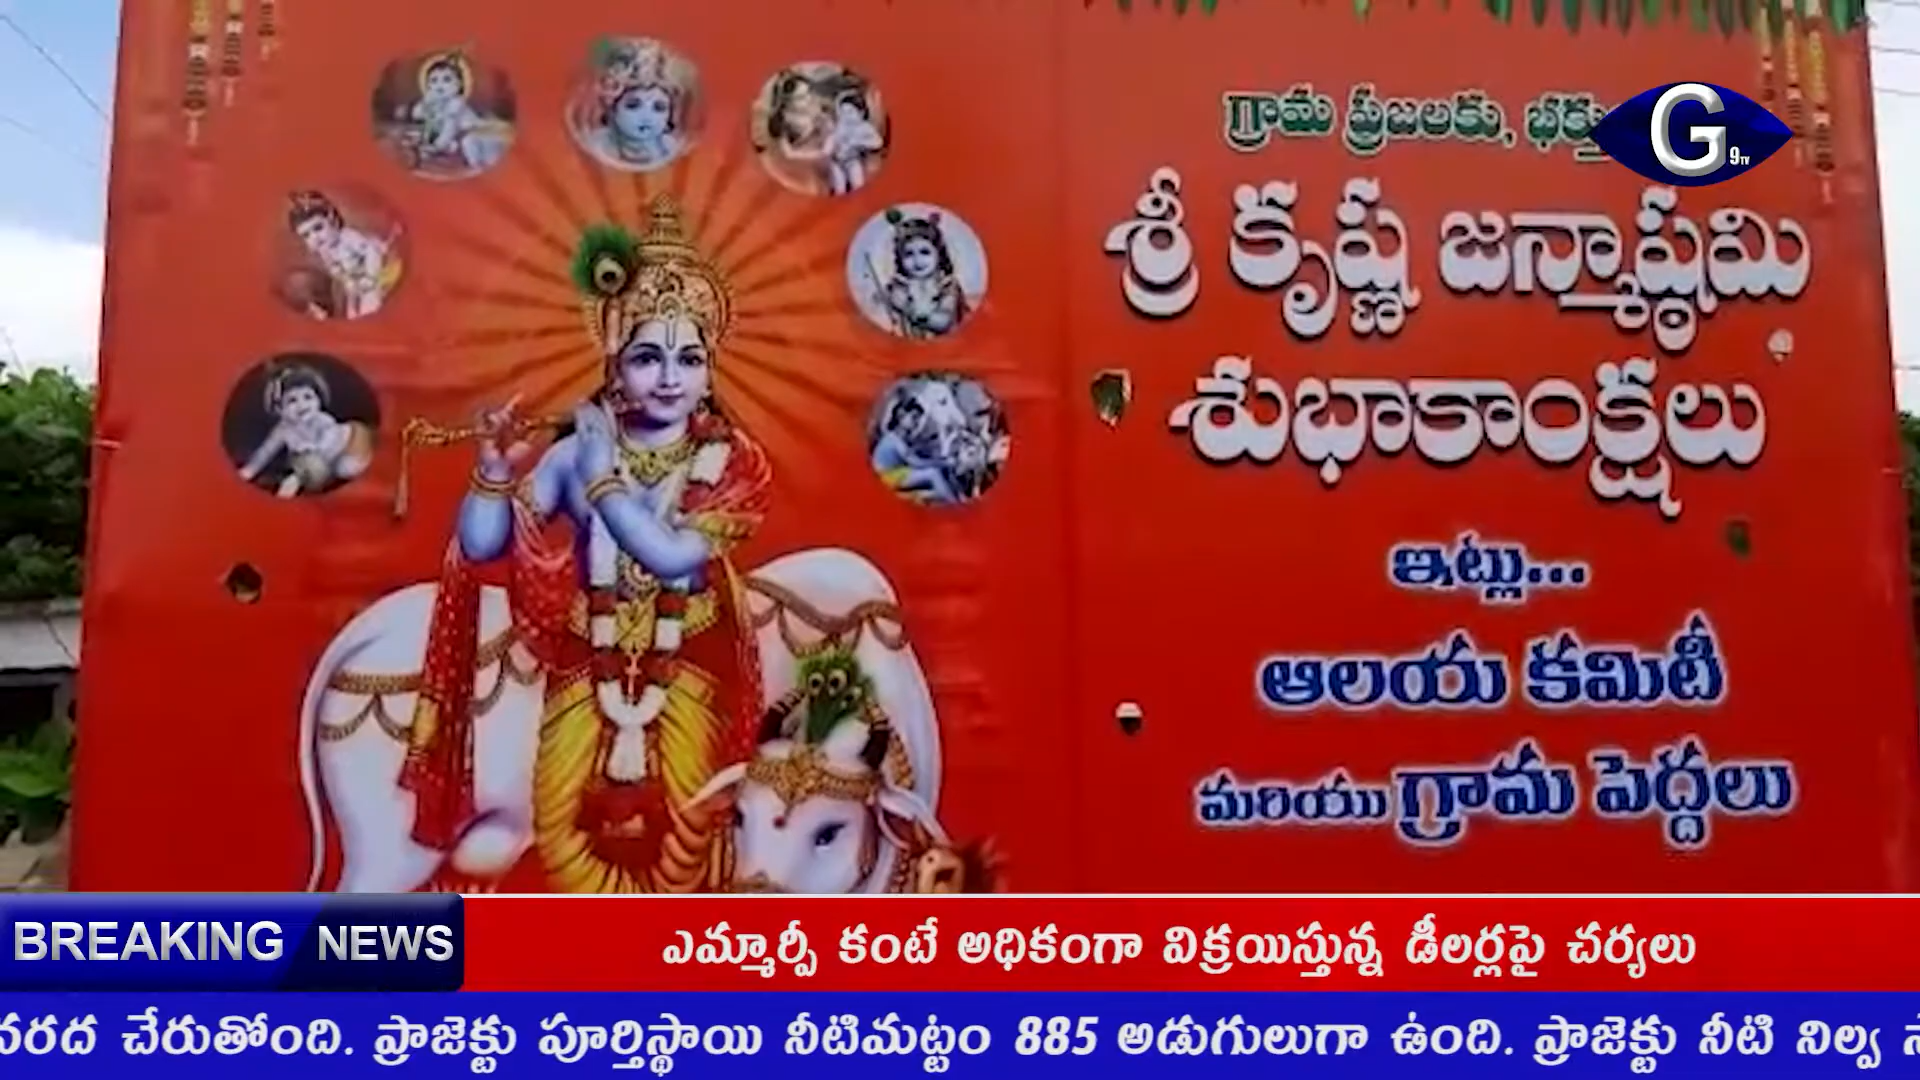 గ్రామ ప్రజలకు,
G 9TV
శ్రీ కృష్ణ జన్మాష్టమి
శుభాకాంక్షలు
ఇట్లు...
ఆలయ కమిటీ
మరియు గ్రామ పెద్దలు
BREAKING NEWS
ఎమ్మార్పీ కంటే అధికంగా విక్రయిస్తున్న డీలర్లపై చర్యలు
వరద చేరుతోంది. ప్రాజెక్టు పూర్తిస్థాయి నీటిమట్టం 885 అడుగులుగా ఉంది. ప్రాజెక్టు నీటి నిల్వ